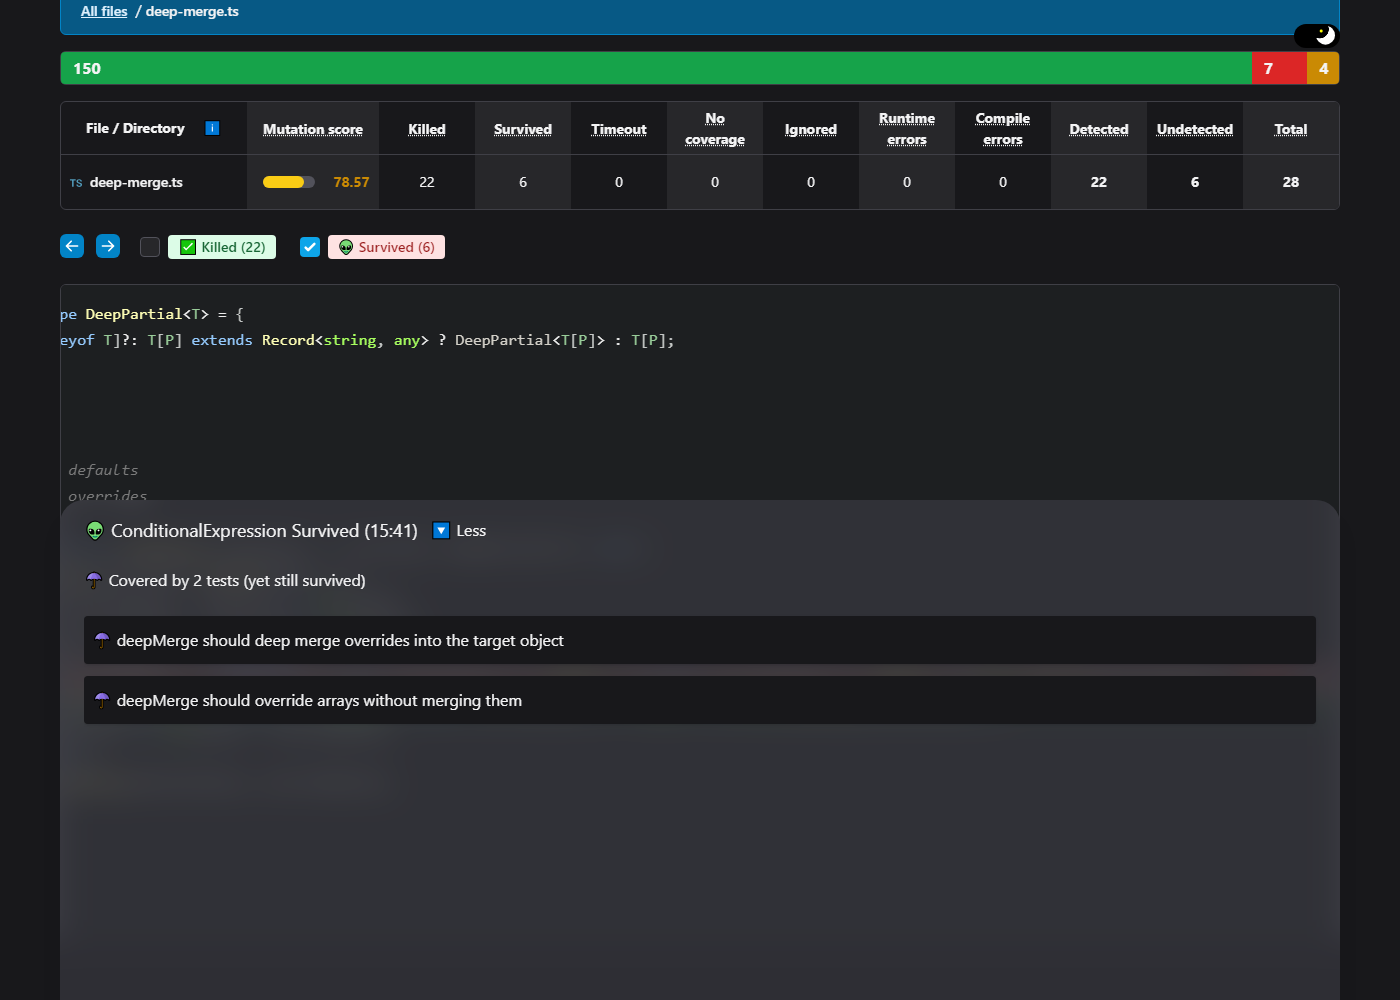 All files / deep-merge.ts
150 7 4
File / Directory i Mutation score Killed Survived Timeout No coverage Ignored Runtime errors Compile errors Detected Undetected Total
TS deep-merge.ts 78.57 22 6 0 0 0 0 0 22 6 28
Killed (22) Survived (6)
pe DeepPartial<T> = {
eyof T]?: T[P] extends Record<string, any> ? DeepPartial<T[P]> : T[P];
defaults
overrides
ConditionalExpression Survived (15:41) Less
Covered by 2 tests (yet still survived)
deepMerge should deep merge overrides into the target object
deepMerge should override arrays without merging them